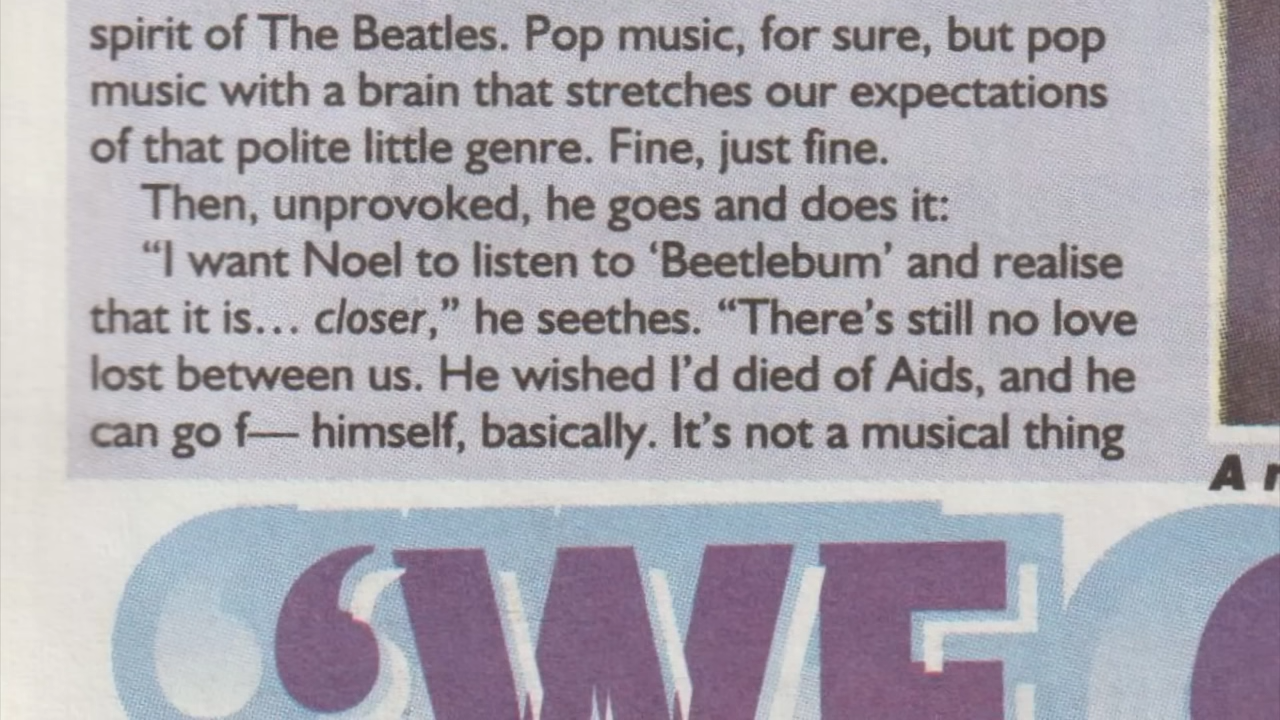 spirit of The Beatles. Pop music, for sure, but pop
music with a brain that stretches our expectations
of that polite little genre. Fine, just fine.
Then, unprovoked, he goes and does it:
“I want Noel to listen to ‘Beetlebum’ and realise
that it is… closer,” he seethes. “There’s still no love
lost between us. He wished I’d died of Aids, and he
can go f— himself, basically. It’s not a musical thing
A
“WE